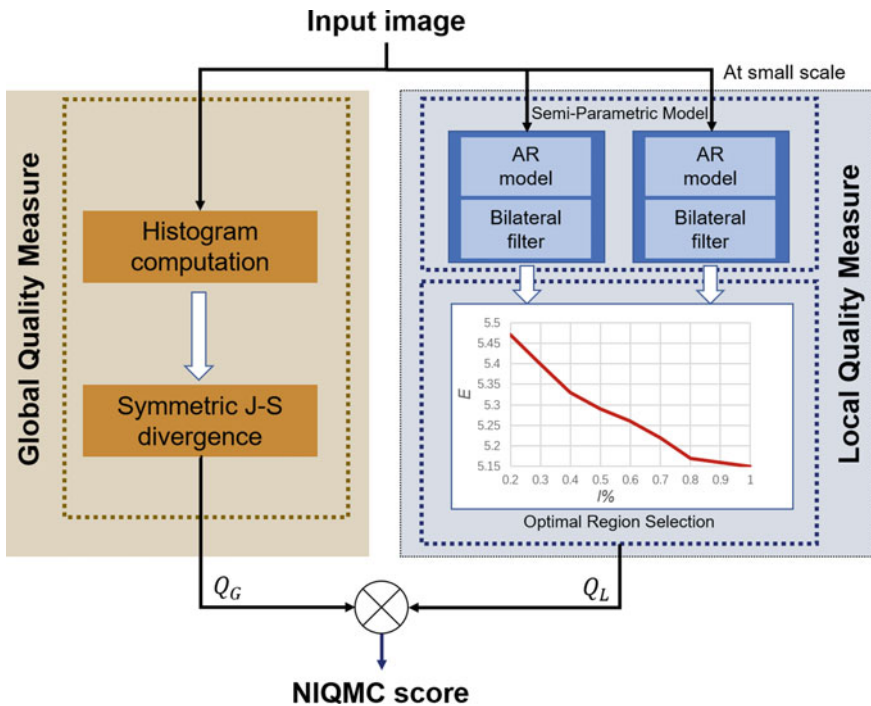 Input image
At small scale
Global Quality Measure
Histogram
computation
Symmetric J-S
divergence
Semi-Parametric Model
AR
model
Bilateral
filter
AR
model
Bilateral
filter
5.5
5.45
5.4
5.35
5.3
5.25
5.2
5.15
E
0.2 0.3 0.4 0.5 0.6 0.7 0.8 0.9 1
l%
Optimal Region Selection
Local Quality Measure
Q_G
Q_L
NIQMC score